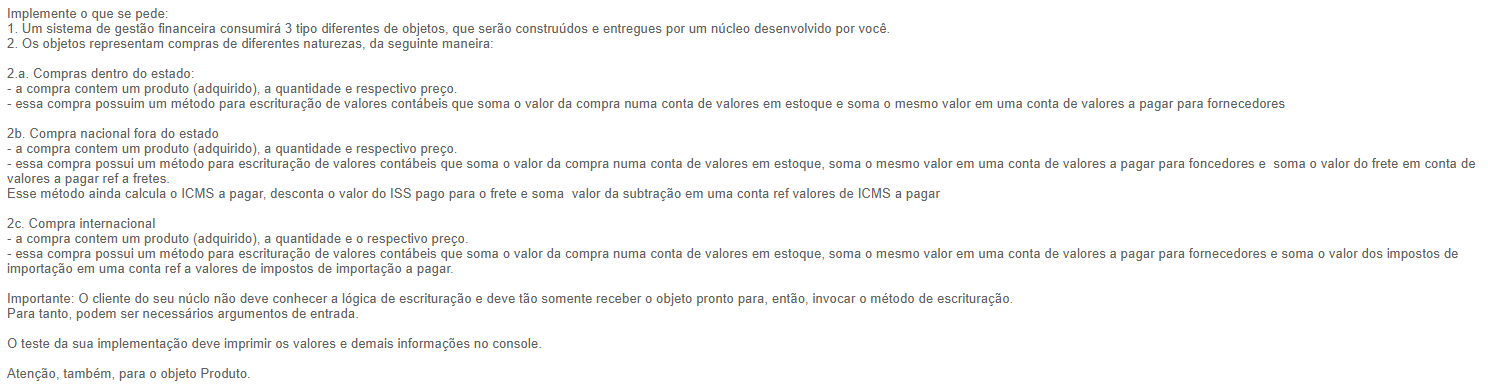 Implemente o que se pede:
1. Um sistema de gestão financeira consumirá 3 tipo diferentes de objetos, que serão construídos e entregues por um núcleo desenvolvido por você.
2. Os objetos representam compras de diferentes naturezas, da seguinte maneira:
2.a. Compras dentro do estado:
- a compra contem um produto (adquirido), a quantidade e respectivo preço.
- essa compra possuim um método para escrituração de valores contábeis que soma o valor da compra numa conta de valores em estoque e soma o mesmo valor em uma conta de valores a pagar para fornecedores
2b. Compra nacional fora do estado
- a compra contem um produto (adquirido), a quantidade e respectivo preço.
- essa compra possui um método para escrituração de valores contábeis que soma o valor da compra numa conta de valores em estoque, soma o mesmo valor em uma conta de valores a pagar para foncedores e soma o valor do frete em conta de
valores a pagar ref a fretes.
Esse método ainda calcula o ICMS a pagar, desconta o valor do ISS pago para o frete e soma valor da subtração em uma conta ref valores de ICMS a pagar
2c. Compra internacional
- a compra contem um produto (adquirido), a quantidade e o respectivo preço.
- essa compra possui um método para escrituração de valores contábeis que soma o valor da compra numa conta de valores em estoque, soma o mesmo valor em uma conta de valores a pagar para fornecedores e soma o valor dos impostos de
importação em uma conta ref a valores de impostos de importação a pagar.
Importante: O cliente do seu núclo não deve conhecer a lógica de escrituração e deve tão somente receber o objeto pronto para, então, invocar o método de escrituração.
Para tanto, podem ser necessários argumentos de entrada.
O teste da sua implementação deve imprimir os valores e demais informações no console.
Atenção, também, para o objeto Produto.